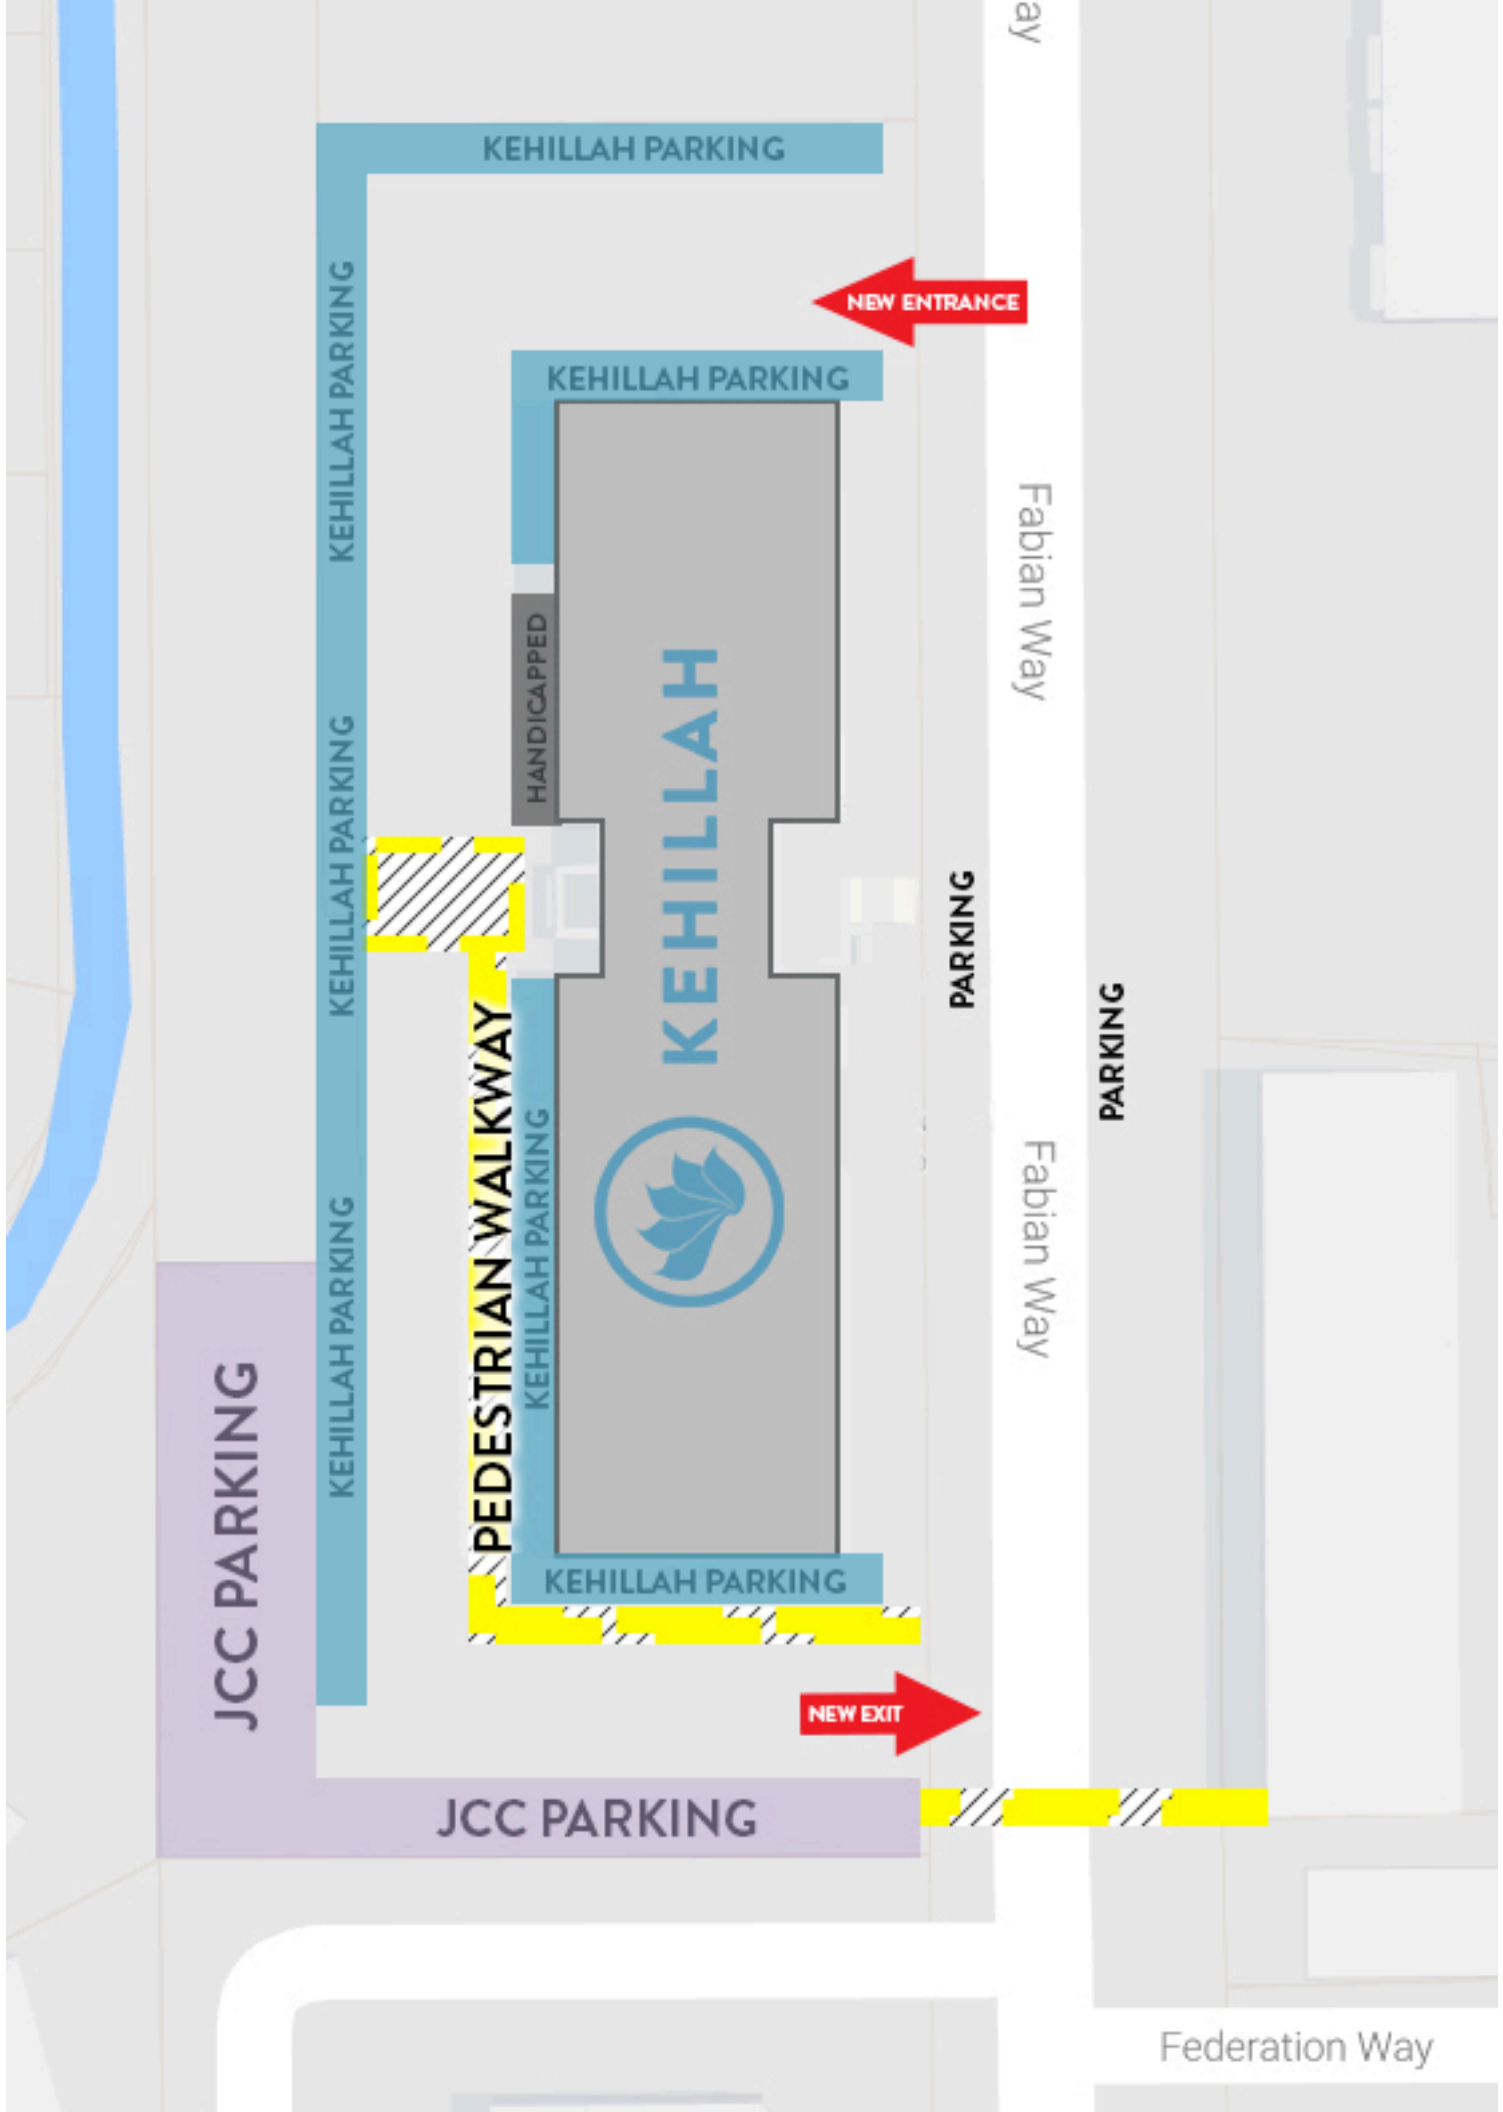 ay
KEHILLAH PARKING
NEW ENTRANCE
KEHILLAH PARKING
KEHILLAH PARKING
Fabian Way
HANDICAPPED
KEHILLAH
KEHILLAH PARKING
PARKING
PARKING
PEDESTRIAN WALKWAY
KEHILLAH PARKING
Fabian Way
KEHILLAH PARKING
JCC PARKING
KEHILLAH PARKING
NEW EXIT
JCC PARKING
Federation Way